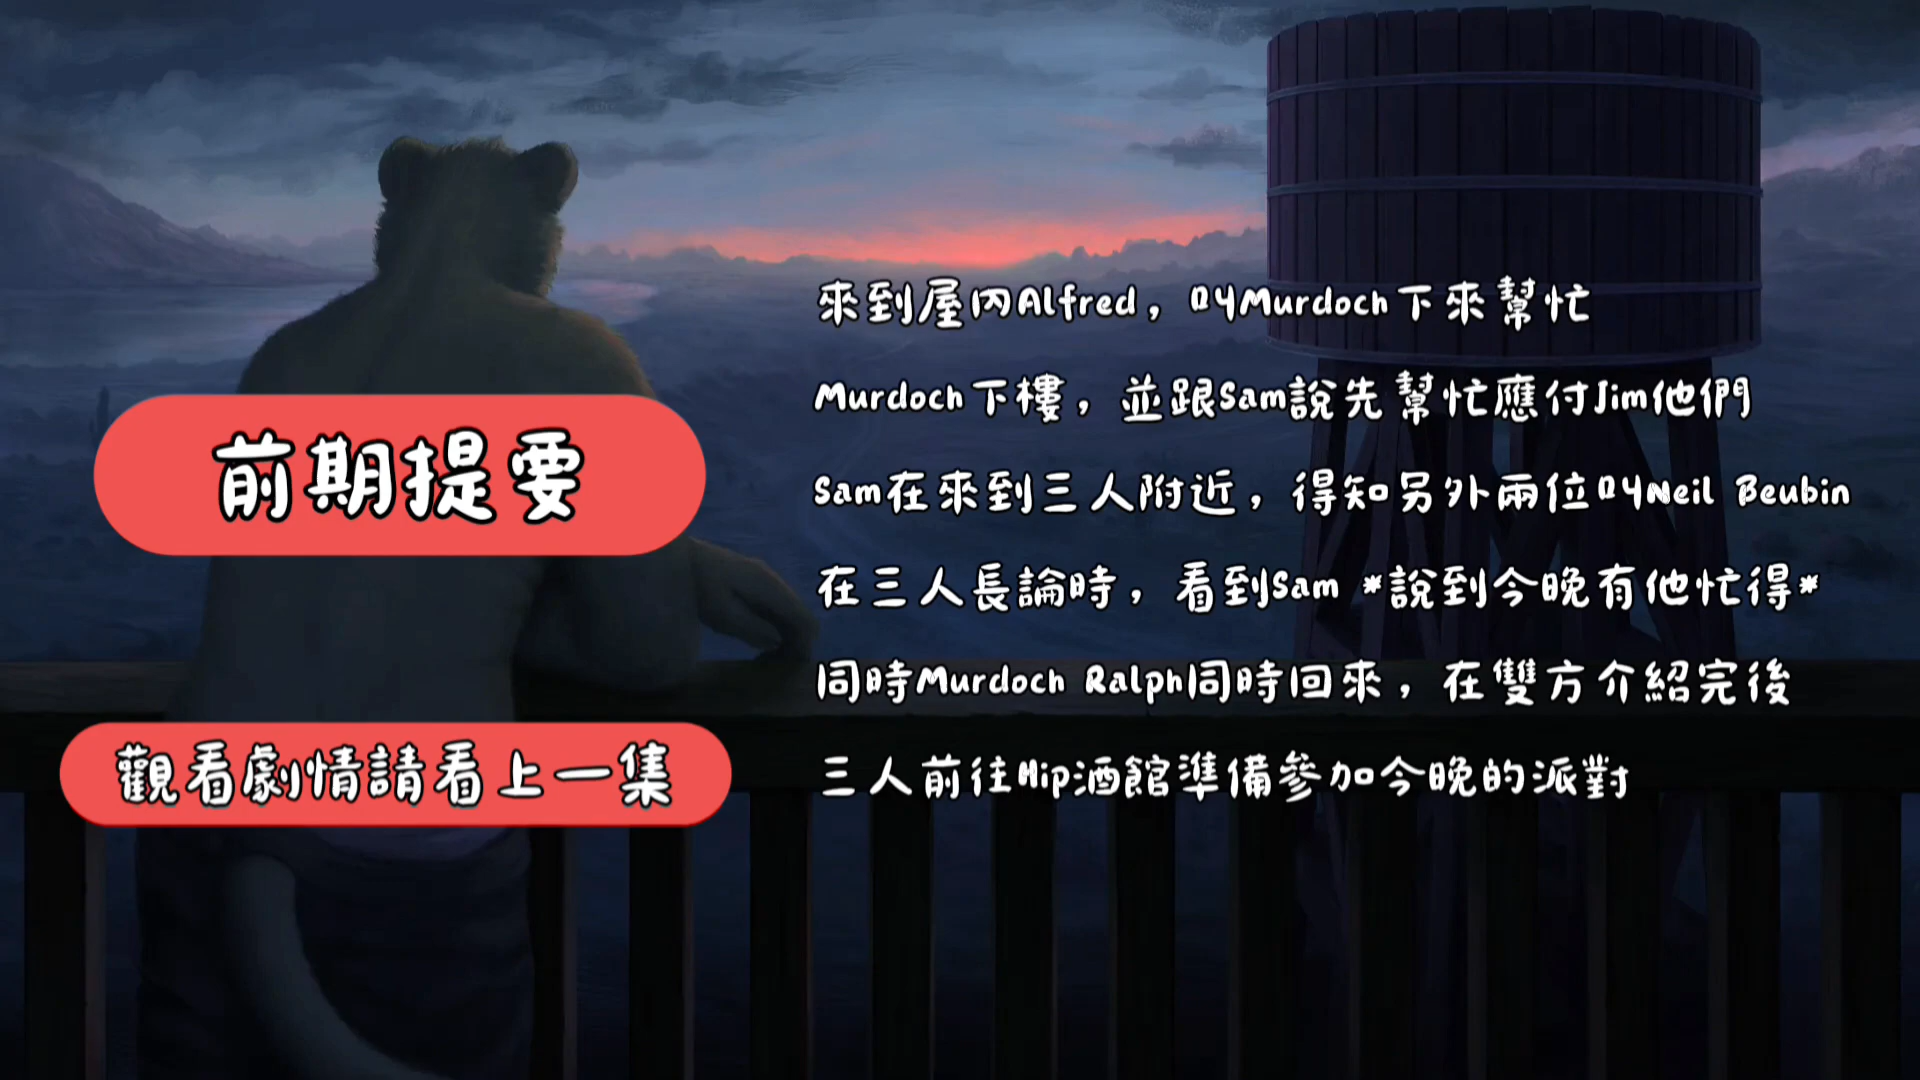 前期提要
觀看劇情請看上一集
來到屋內Alfred，叫Murdoch下來幫忙
Murdoch下樓，並跟Sam說先幫忙應付Jim他們
Sam在來到三人附近，得知另外兩位叫Neil Beubin
在三人長論時，看到Sam *說到今晚有他忙得*
同時Murdoch Ralph同時回來，在雙方介紹完後
三人前往Hip酒館準備參加今晚的派對